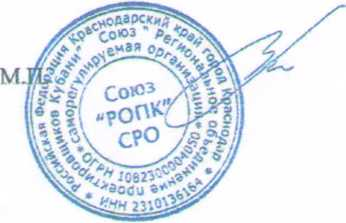 М.П.
Российская Федерация Краснодарский край город Краснодар
* Союз "Региональное объединение проектировщиков Кубани" *
саморегулируемая организация
* ОГРН 1082300004050 *
* ИНН 2310136164 *
Союз
"РОПК"
СРО